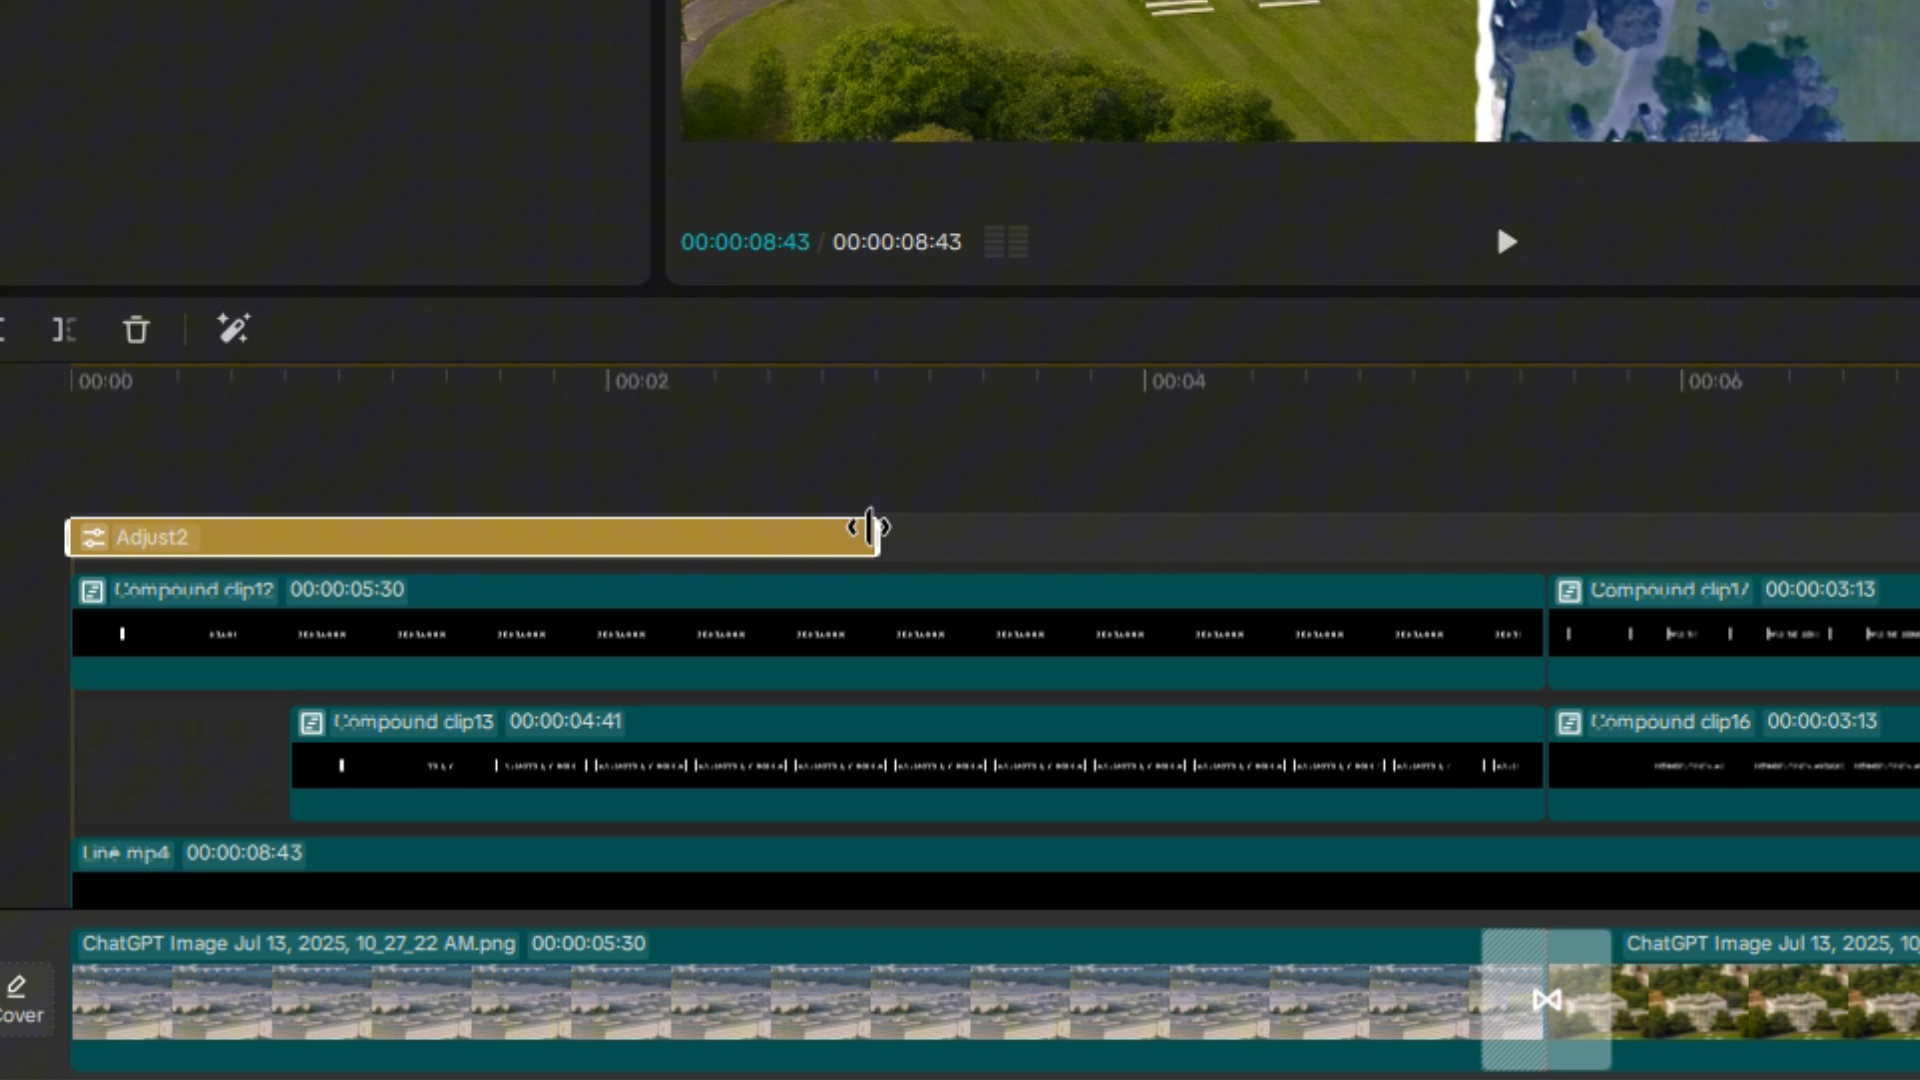 00:00:08:43 / 00:00:08:43
00:00
00:02
00:04
00:06
Adjust2
Compound clip12 00:00:05:30
Compound clip17 00:00:03:13
Compound clip13 00:00:04:41
Compound clip16 00:00:03:13
Line mp4 00:00:08:43
ChatGPT Image Jul 13, 2025, 10_27_22 AM.png 00:00:05:30
ChatGPT Image Jul 13, 2025, 10
Cover